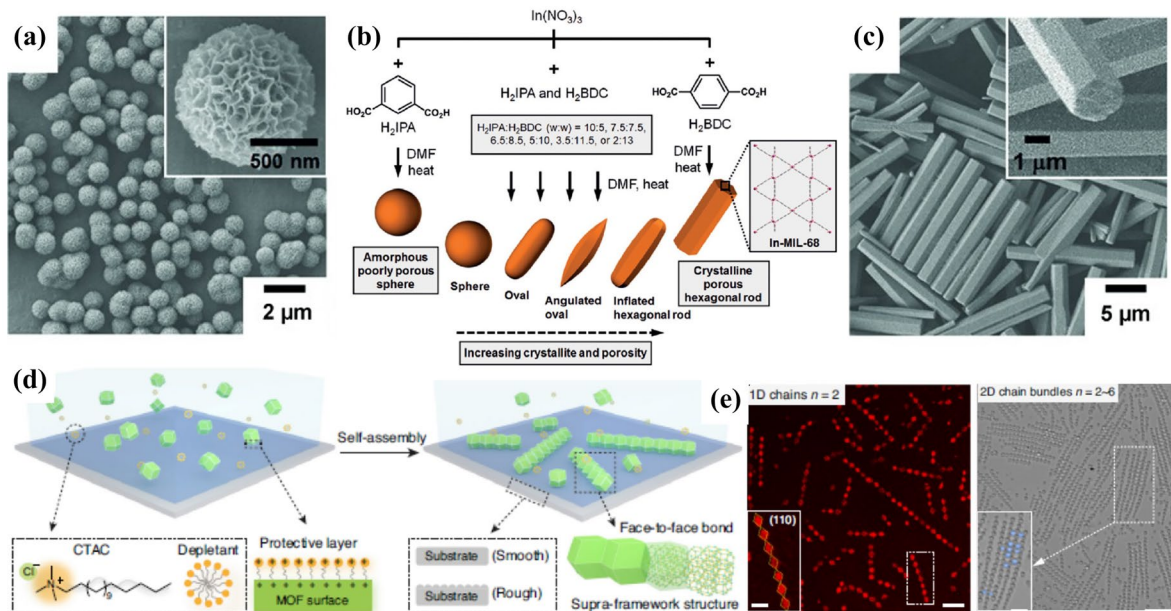 (a)
500 nm
2 μm
(b)
In(NO₃)₃
+
+
+
HO₂C
CO₂H
H₂IPA
H₂IPA and H₂BDC
HO₂C
CO₂H
H₂BDC
H₂IPA:H₂BDC (w:w) = 10:5, 7.5:7.5,
6.5:8.5, 5:10, 3.5:11.5, or 2:13
DMF
heat
DMF, heat
DMF
heat
In-MIL-68
Amorphous
poorly porous
sphere
Sphere
Oval
Angulated
oval
Inflated
hexagonal rod
Crystalline
porous
hexagonal rod
Increasing crystallite and porosity
(c)
1 μm
5 μm
(d)
Self-assembly
CTAC
Cl⁻
N⁺
9
Depletant
Protective layer
MOF surface
Substrate (Smooth)
Substrate (Rough)
Face-to-face bond
Supra-framework structure
(e)
1D chains n = 2
(110)
2D chain bundles n = 2~6